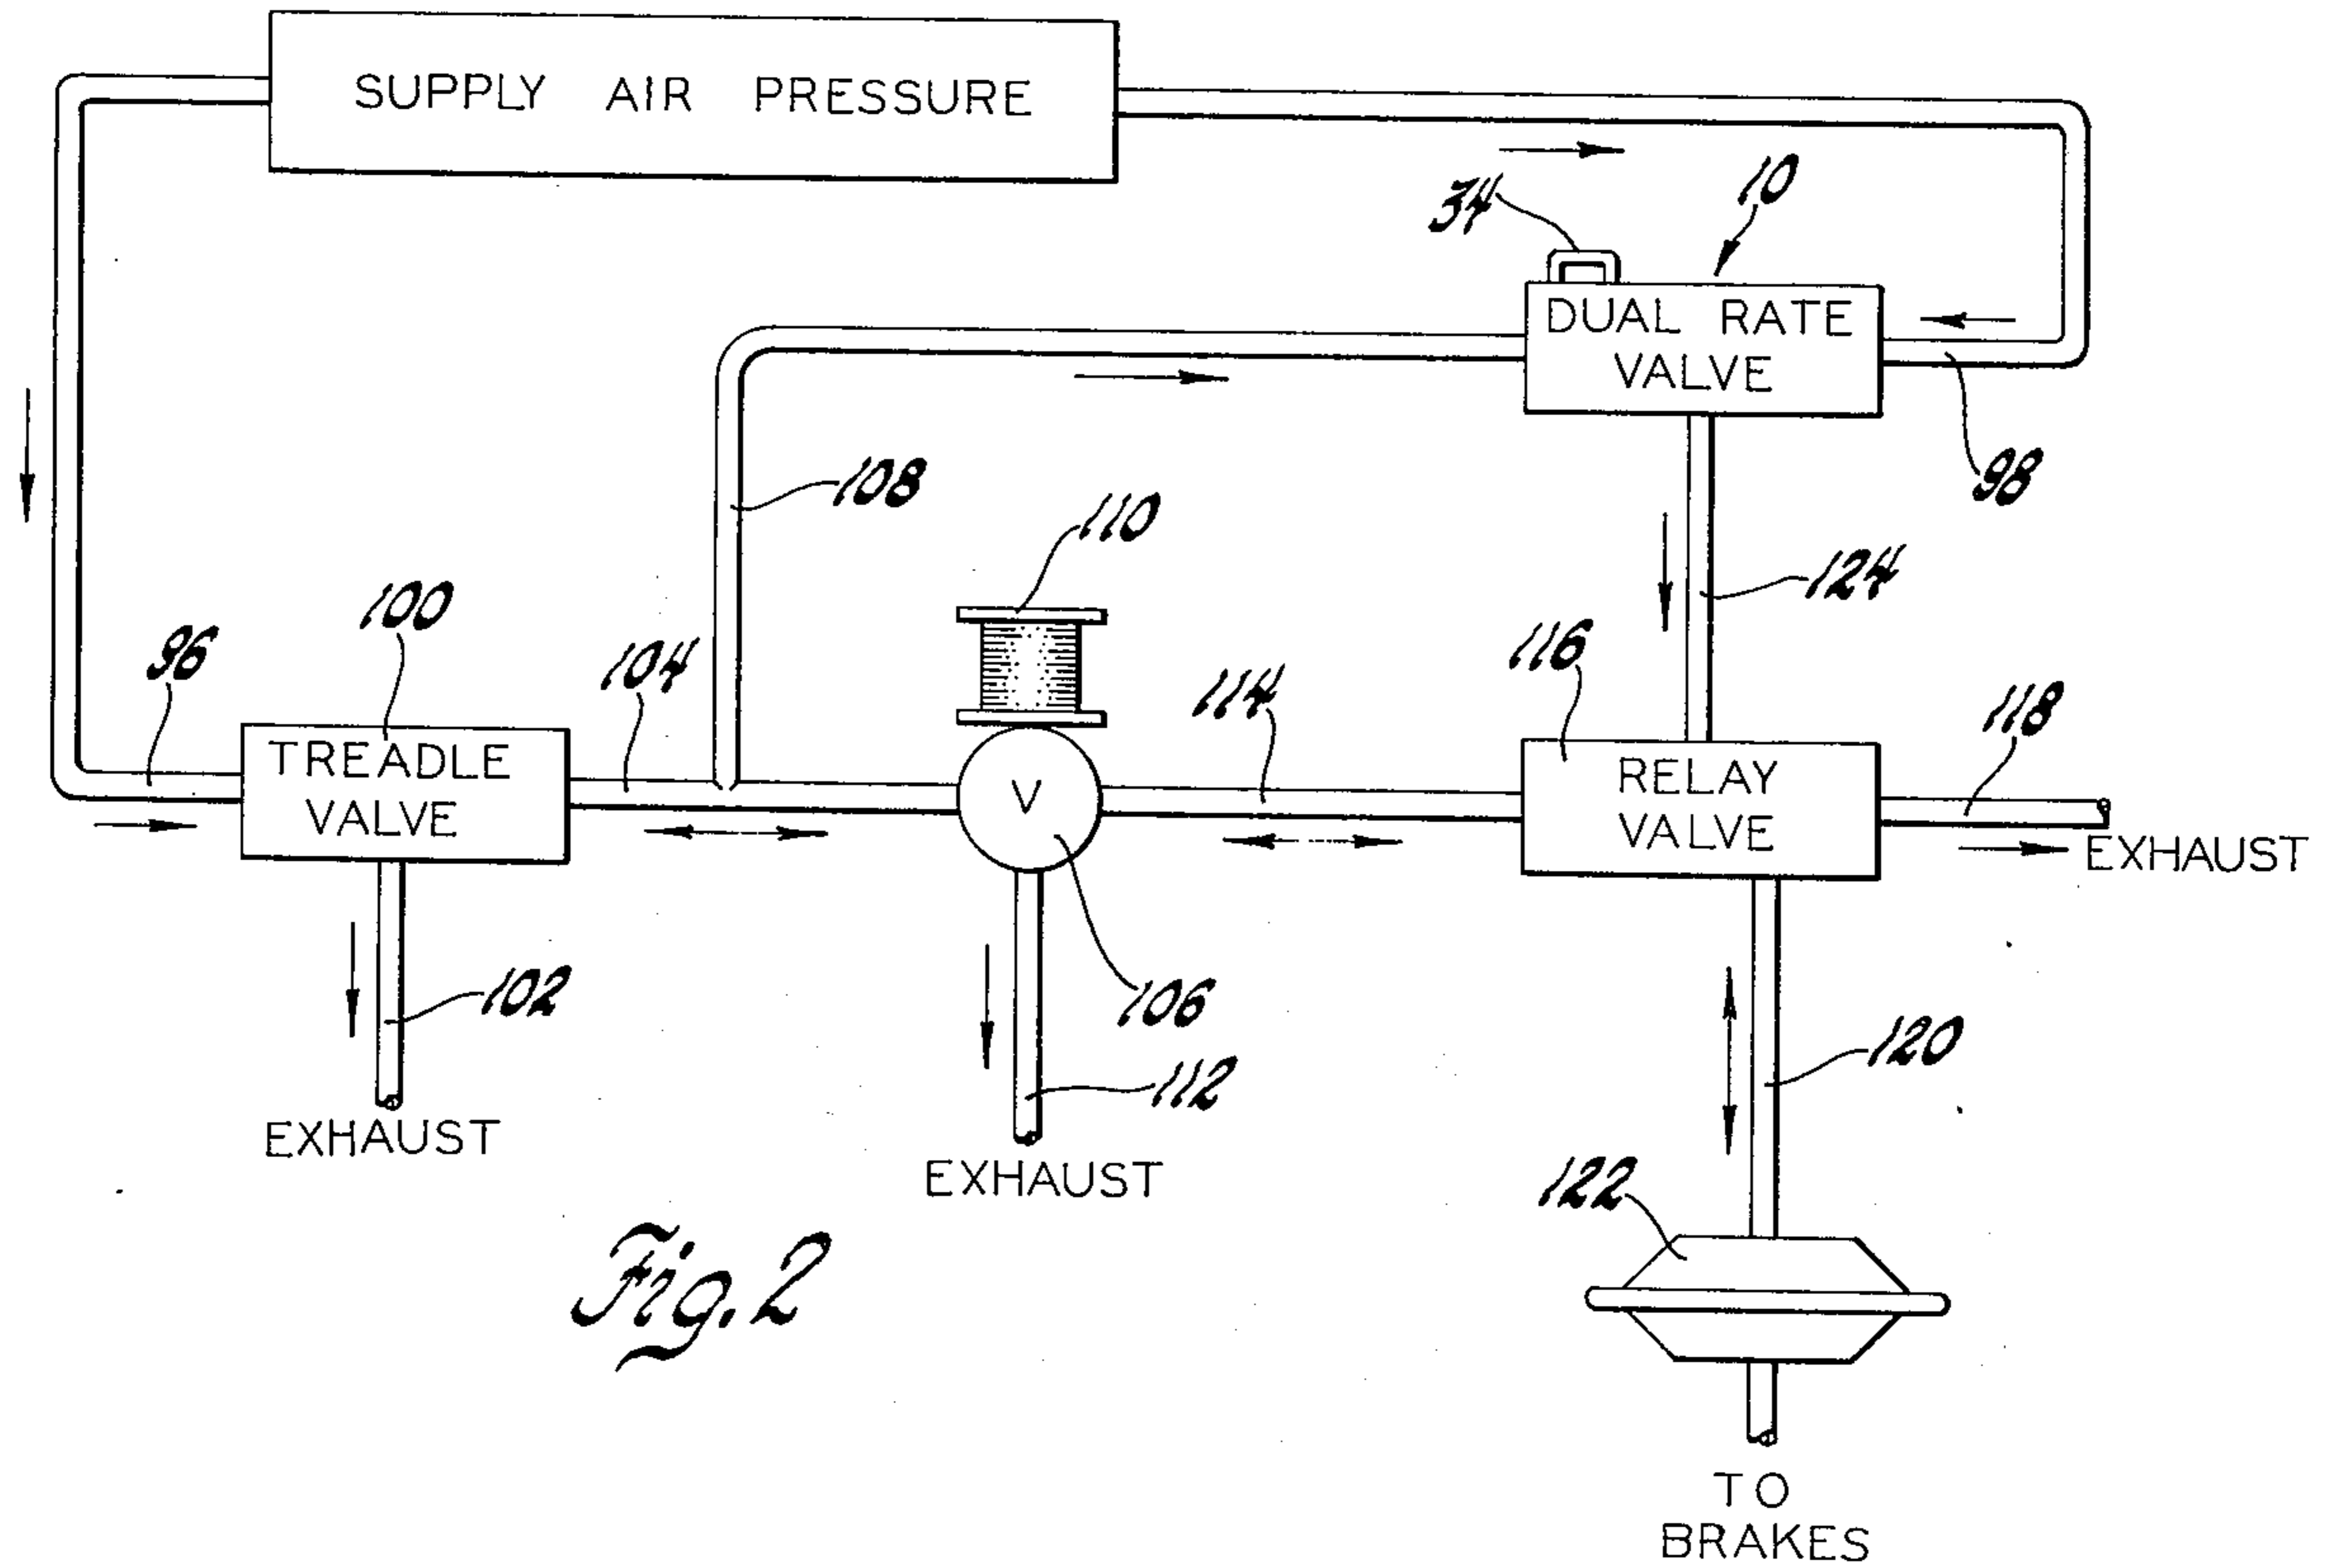 SUPPLY AIR PRESSURE
10
34
DUAL RATE
VALVE
98
108
110
124
100
96
104
114
116
118
TREADLE
VALVE
V
RELAY
VALVE
EXHAUST
102
106
112
120
EXHAUST
EXHAUST
122
Fig. 2
TO
BRAKES